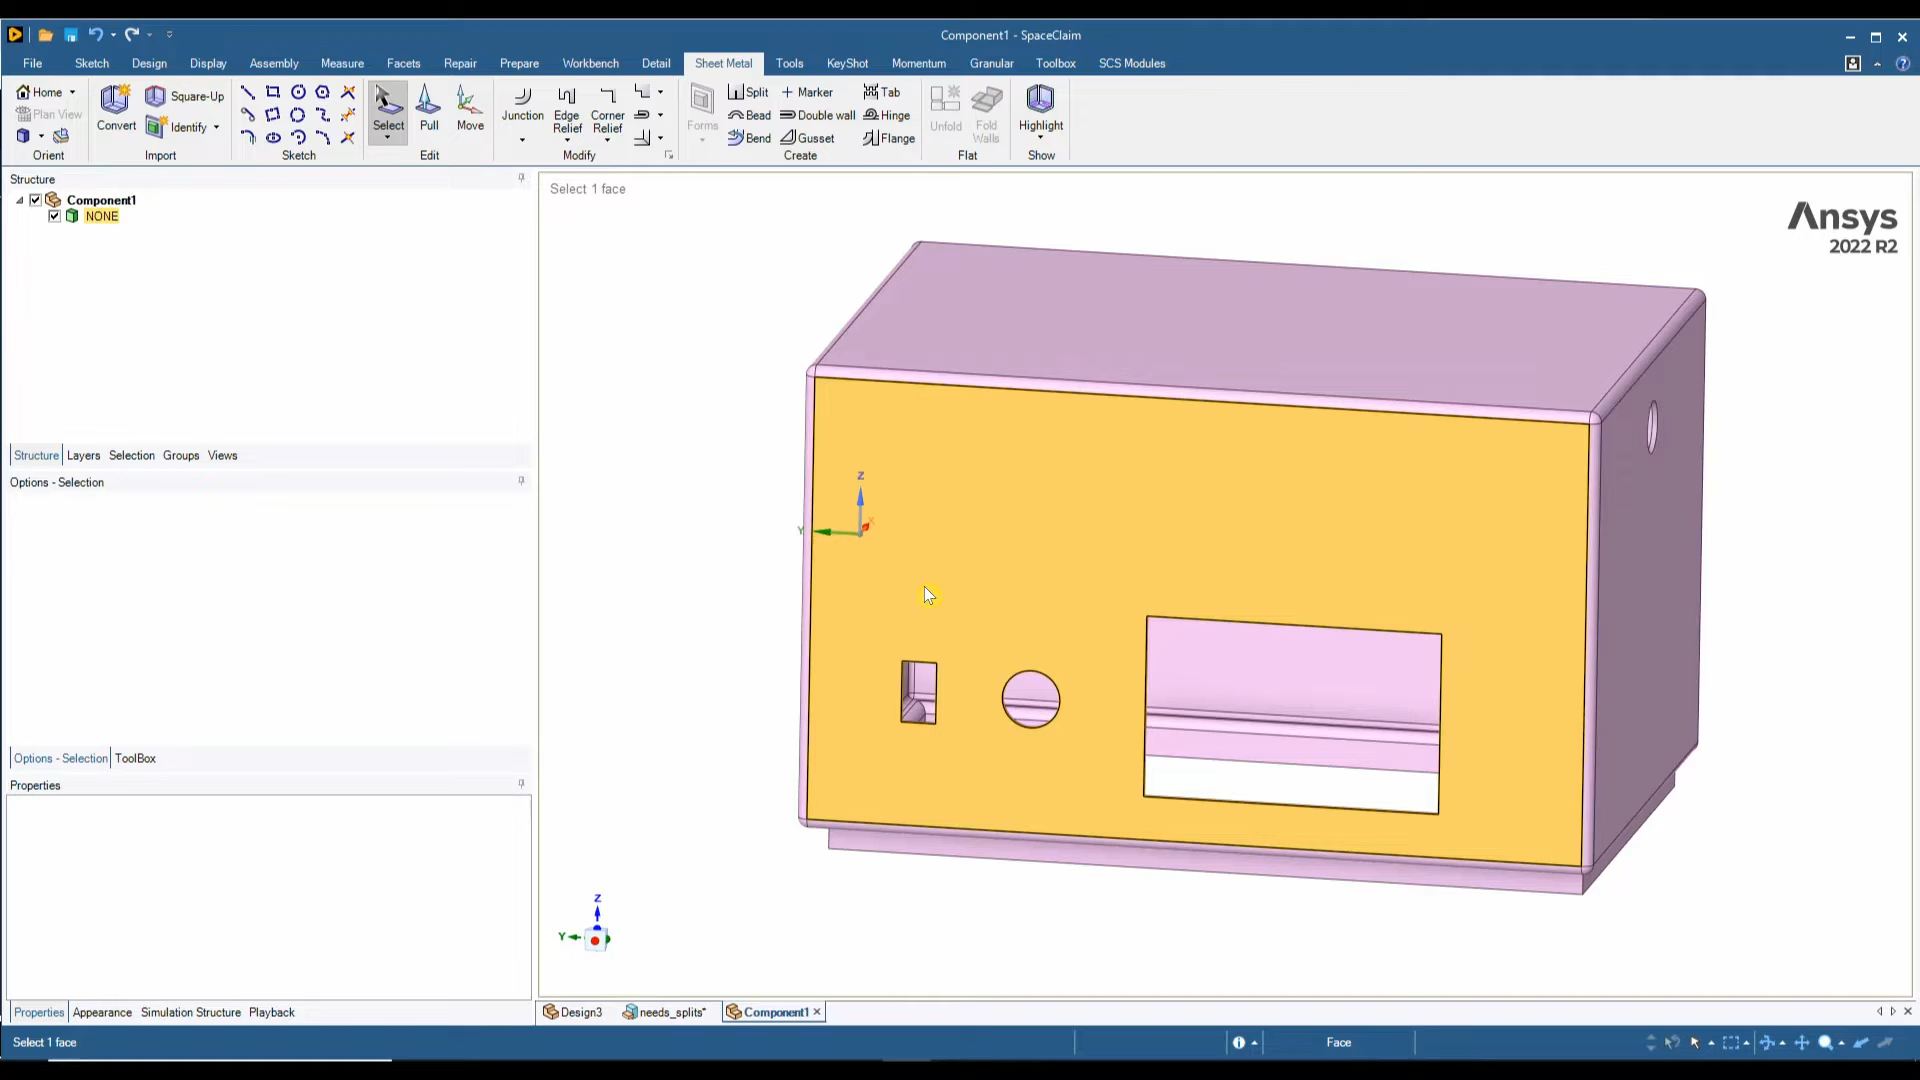 Component1 - SpaceClaim
File Sketch Design Display Assembly Measure Facets Repair Prepare Workbench Detail Sheet Metal Tools KeyShot Momentum Granular Toolbox SCS Modules
Home Square-Up Split Marker Tab
Plan View Convert Identify Select Pull Move Junction Edge Relief Corner Relief Forms Bead Double wall Hinge Unfold Fold Walls Highlight
Bend Gusset Flange
Orient Import Sketch Edit Modify Create Flat Show
Structure
Component1
NONE
Structure Layers Selection Groups Views
Options - Selection
Options - Selection ToolBox
Properties
Properties Appearance Simulation Structure Playback
Select 1 face
Ansys
2022 R2
Z
Y X
Z
Y
Design3 needs_splits* Component1
Select 1 face Face